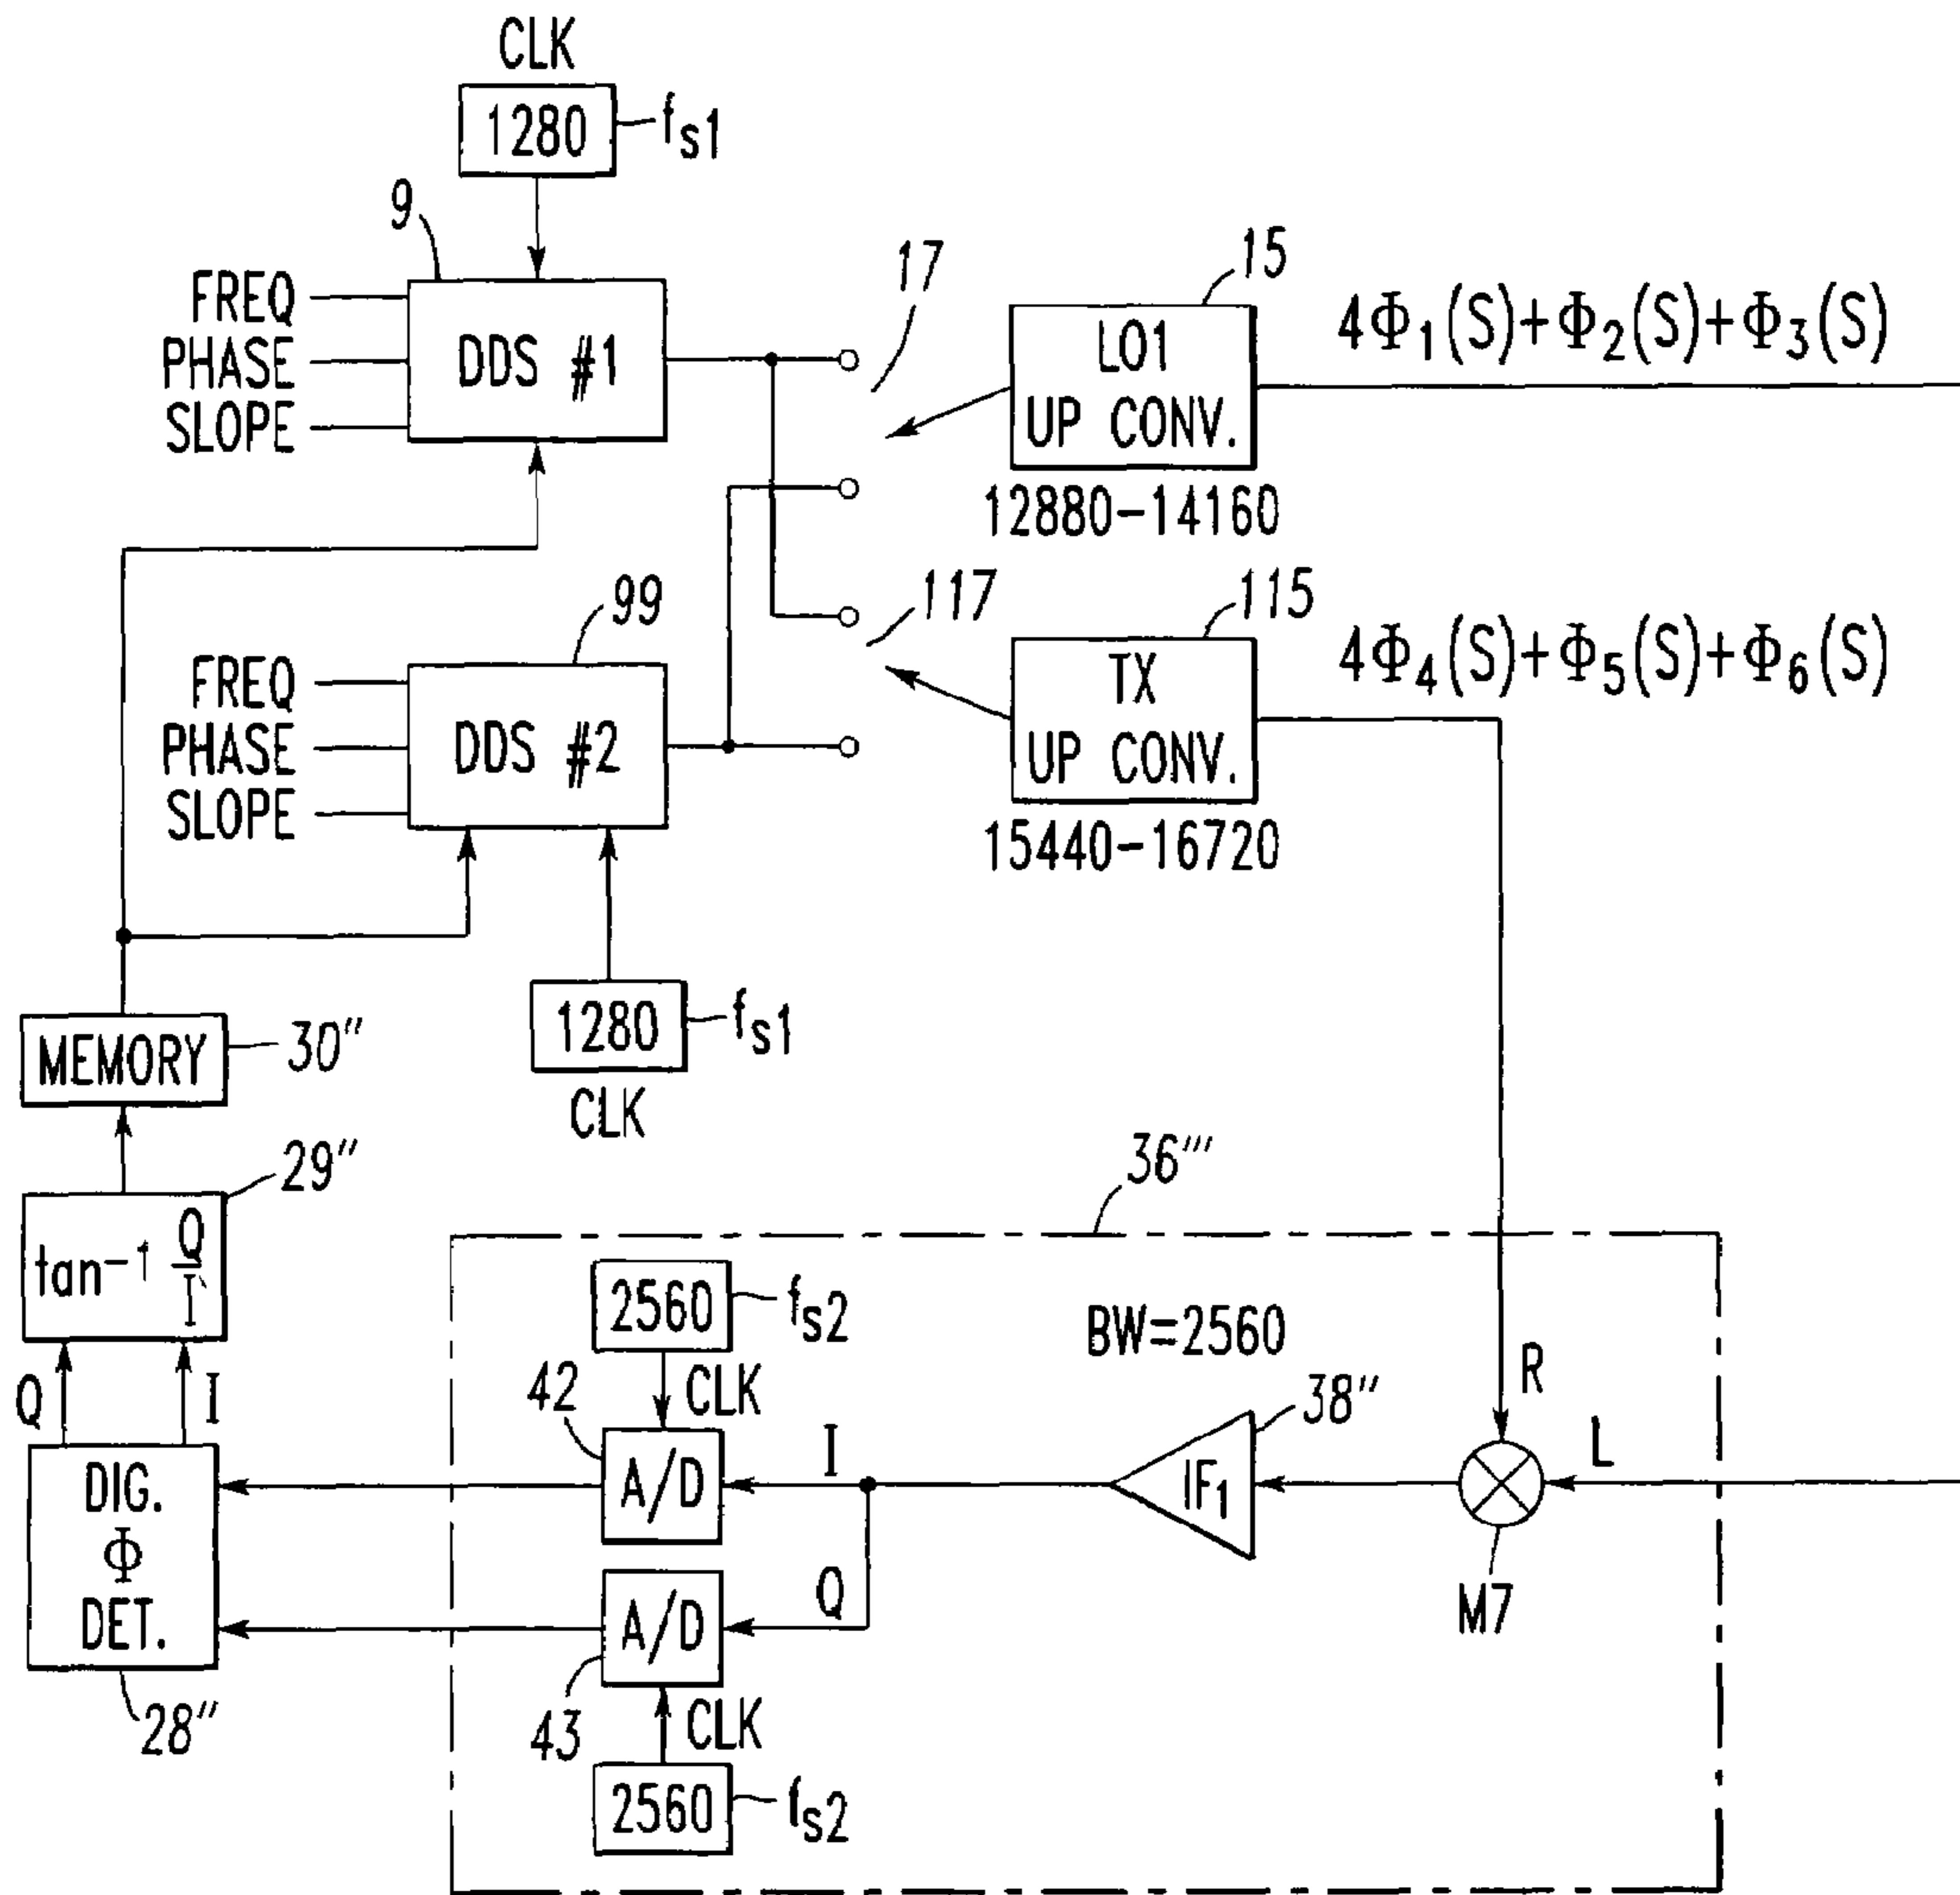 CLK
1280
fs1
9
FREQ
PHASE
SLOPE
DDS #1
17
15
LO1
UP CONV.
12880-14160
4Φ1(S)+Φ2(S)+Φ3(S)
99
FREQ
PHASE
SLOPE
DDS #2
117
115
TX
UP CONV.
15440-16720
4Φ4(S)+Φ5(S)+Φ6(S)
1280
fs1
CLK
MEMORY
30″
29″
tan⁻¹ Q/I
Q
I
DIG.
Φ
DET.
28″
36‴
2560
fs2
CLK
42
A/D
I
BW=2560
IF1
38″
R
L
M7
A/D
Q
43
CLK
2560
fs2